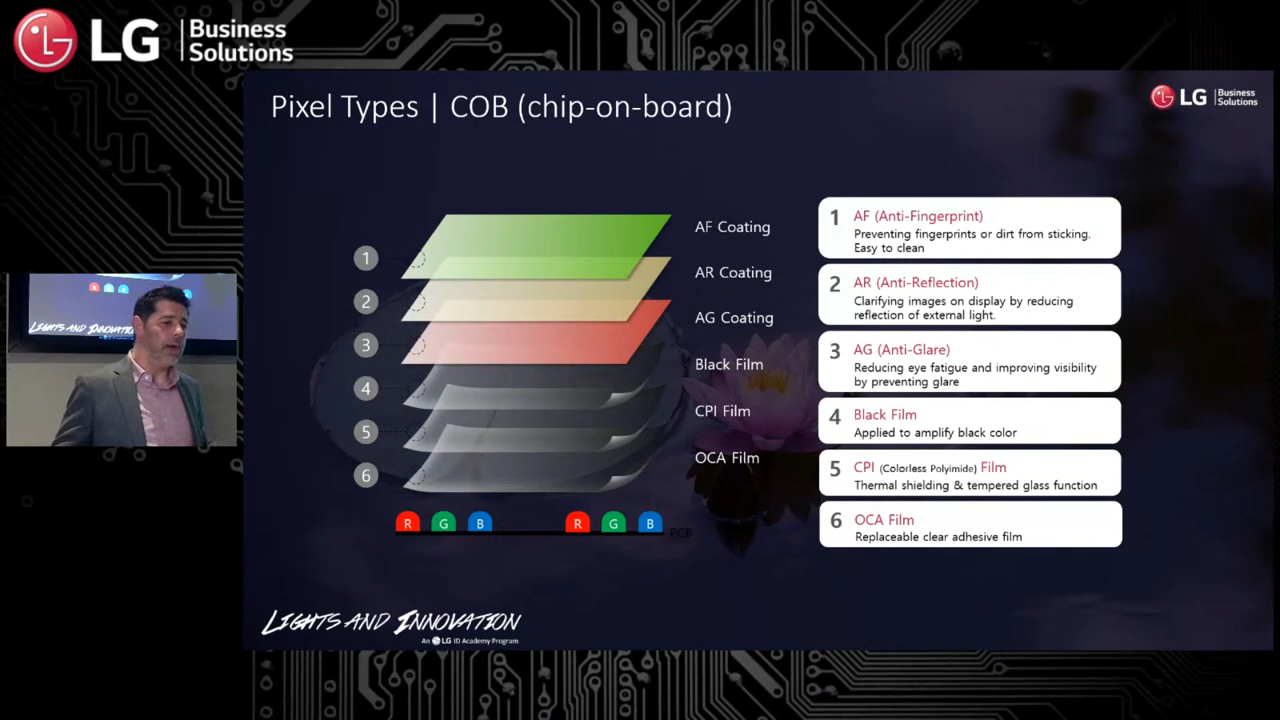 LG Business
Solutions
Pixel Types | COB (chip-on-board)
LG Business
Solutions
1
2
3
4
5
6
AF Coating
AR Coating
AG Coating
Black Film
CPI Film
OCA Film
R G B R G B
PCB
1 AF (Anti-Fingerprint)
Preventing fingerprints or dirt from sticking.
Easy to clean
2 AR (Anti-Reflection)
Clarifying images on display by reducing
reflection of external light.
3 AG (Anti-Glare)
Reducing eye fatigue and improving visibility
by preventing glare
4 Black Film
Applied to amplify black color
5 CPI (Colorless Polyimide) Film
Thermal shielding & tempered glass function
6 OCA Film
Replaceable clear adhesive film
R G B
LIGHTS AND INNOVATION
LIGHTS AND INNOVATION
An LG ID Academy Program